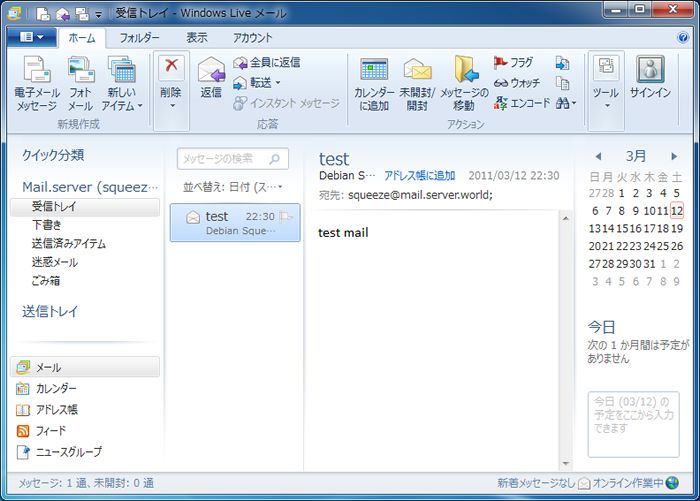 受信トレイ - Windows Live メール
ホーム フォルダー 表示 アカウント
電子メール メッセージ
フォト メール
新しい アイテム
削除
返信
全員に返信
転送
インスタント メッセージ
カレンダー に追加
未開封/ 開封
メッセージの 移動
フラグ
ウォッチ
エンコード
ツール
サインイン
新規作成 応答 アクション
クイック分類
Mail.server (squeez...
受信トレイ
下書き
送信済みアイテム
迷惑メール
ごみ箱
送信トレイ
メール
カレンダー
アドレス帳
フィード
ニュースグループ
メッセージの検索
並べ替え: 日付 (ス...
test 22:30
Debian Sque...
test
Debian S... アドレス帳に追加 2011/03/12 22:30
宛先: squeeze@mail.server.world;
test mail
3月
日 月 火 水 木 金 土
27 28 1 2 3 4 5
6 7 8 9 10 11 12
13 14 15 16 17 18 19
20 21 22 23 24 25 26
27 28 29 30 31 1 2
3 4 5 6 7 8 9
今日
次の 1 か月間は予定が
ありません
今日 (03/12) の
予定をここから入力
できます
メッセージ: 1 通、未開封: 0 通
新着メッセージなし オンライン作業中